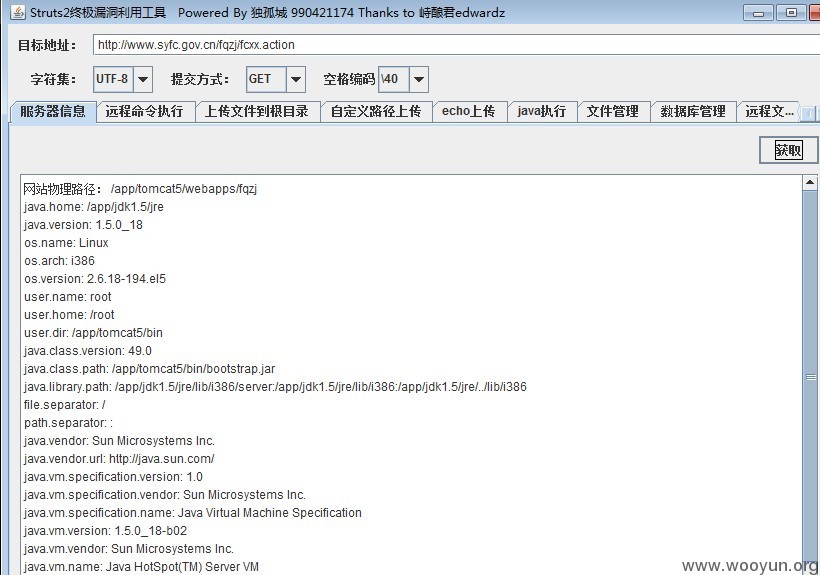 Struts2终极漏洞利用工具 Powered By 独孤城 990421174 Thanks to 峙酿君edwardz
目标地址： http://www.syfc.gov.cn/fqzj/fcxx.action
字符集： UTF-8 提交方式： GET 空格编码 \40
服务器信息 远程命令执行 上传文件到根目录 自定义路径上传 echo上传 java执行 文件管理 数据库管理 远程文...
获取
网站物理路径： /app/tomcat5/webapps/fqzj
java.home: /app/jdk1.5/jre
java.version: 1.5.0_18
os.name: Linux
os.arch: i386
os.version: 2.6.18-194.el5
user.name: root
user.home: /root
user.dir: /app/tomcat5/bin
java.class.version: 49.0
java.class.path: /app/tomcat5/bin/bootstrap.jar
java.library.path: /app/jdk1.5/jre/lib/i386/server:/app/jdk1.5/jre/lib/i386:/app/jdk1.5/jre/../lib/i386
file.separator: /
path.separator: :
java.vendor: Sun Microsystems Inc.
java.vendor.url: http://java.sun.com/
java.vm.specification.version: 1.0
java.vm.specification.vendor: Sun Microsystems Inc.
java.vm.specification.name: Java Virtual Machine Specification
java.vm.version: 1.5.0_18-b02
java.vm.vendor: Sun Microsystems Inc.
java.vm.name: Java HotSpot(TM) Server VM
www.wooyun.org